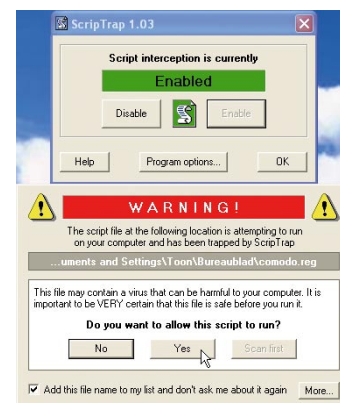 ScripTrap 1.03
Script interception is currently
Enabled
Disable
Enable
Help
Program options...
OK
WARNING!
The script file at the following location is attempting to run
on your computer and has been trapped by ScripTrap
...uments and Settings\Toon\Bureaublad\comodo.reg
This file may contain a virus that can be harmful to your computer. It is
important to be VERY certain that this file is safe before you run it.
Do you want to allow this script to run?
No
Yes
Scan first
Add this file name to my list and don't ask me about it again
More...